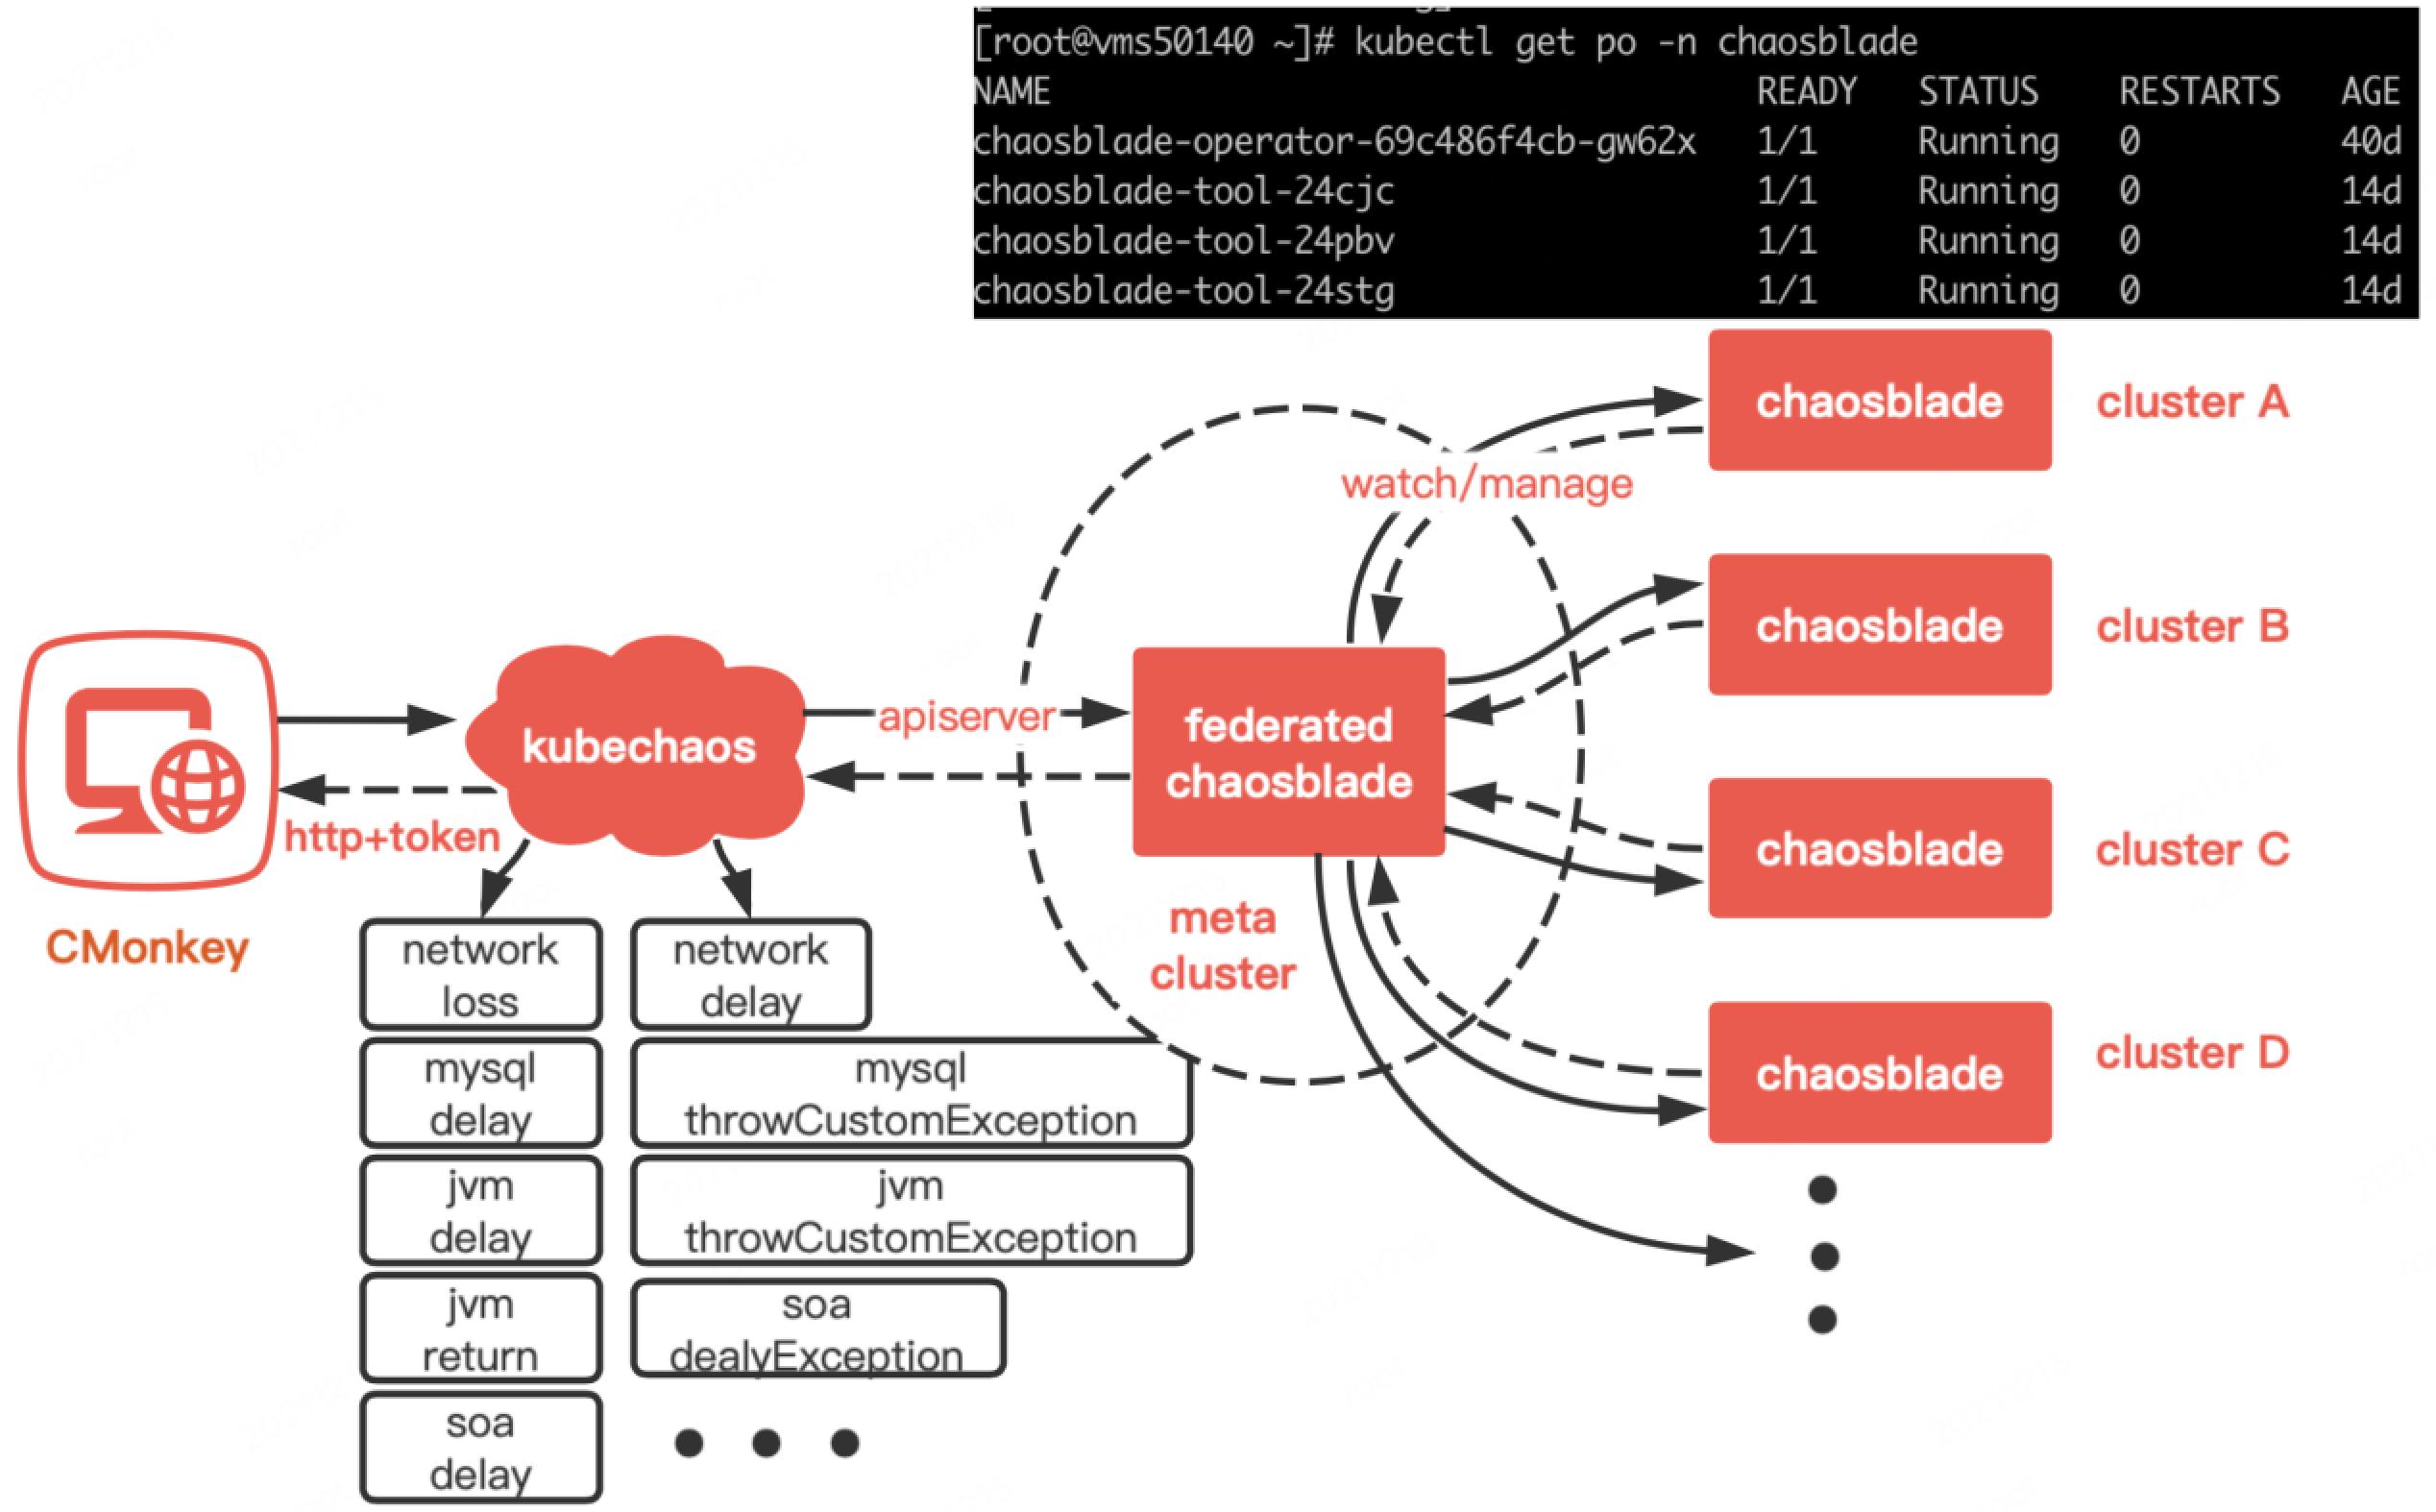 [root@vms50140 ~]# kubectl get po -n chaosblade
NAME READY STATUS RESTARTS AGE
chaosblade-operator-69c486f4cb-gw62x 1/1 Running 0 40d
chaosblade-tool-24cjc 1/1 Running 0 14d
chaosblade-tool-24pbv 1/1 Running 0 14d
chaosblade-tool-24stg 1/1 Running 0 14d
chaosblade cluster A
watch/manage
chaosblade cluster B
kubechaos
apiserver
federated
chaosblade
http+token
CMonkey
chaosblade cluster C
meta
cluster
chaosblade cluster D
network
loss
network
delay
mysql
delay
mysql
throwCustomException
jvm
delay
jvm
throwCustomException
jvm
return
soa
dealyException
soa
delay